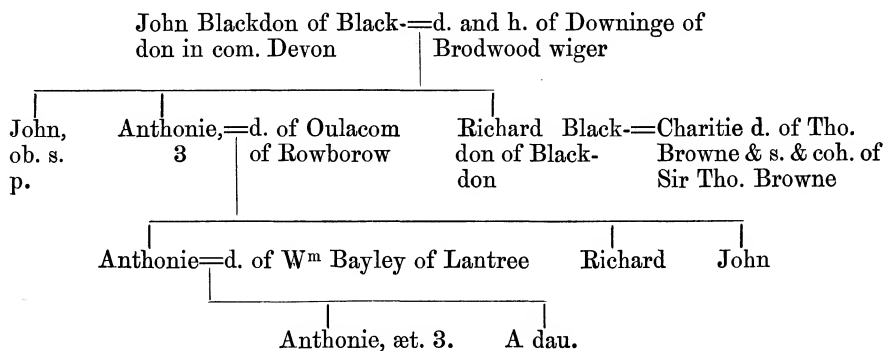 John Blackdon of Black-=d. and h. of Downinge of
don in com. Devon Brodwood wiger
John, Anthonie,=d. of Oulacom Richard Black-=Charitie d. of Tho.
ob. s. 3 of Rowborow don of Black- Browne & s. & coh. of
p. don Sir Tho. Browne
Anthonie=d. of Wᵐ Bayley of Lantree Richard John
Anthonie, æt. 3. A dau.